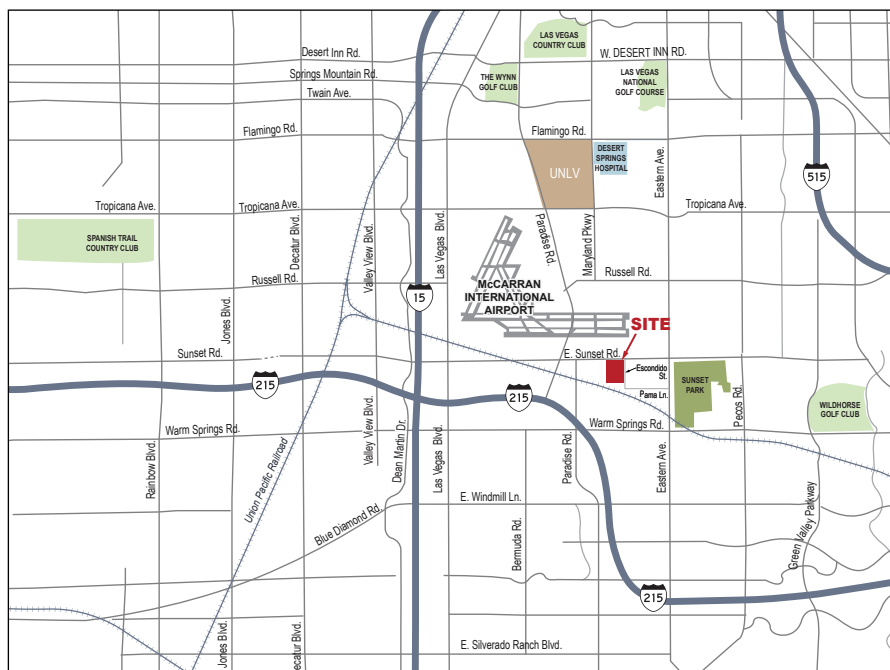 LAS VEGAS
COUNTRY CLUB
Desert Inn Rd.
W. DESERT INN RD.
Springs Mountain Rd.
THE WYNN
GOLF CLUB
LAS VEGAS
NATIONAL
GOLF COURSE
Twain Ave.
Flamingo Rd.
Flamingo Rd.
DESERT
SPRINGS
HOSPITAL
UNLV
Eastern Ave.
515
Tropicana Ave.
Tropicana Ave.
Tropicana Ave.
SPANISH TRAIL
COUNTRY CLUB
Decatur Blvd.
Valley View Blvd.
Las Vegas Blvd.
Paradise Rd.
Maryland Pkwy
Russell Rd.
Russell Rd.
McCARRAN
INTERNATIONAL
AIRPORT
15
Jones Blvd.
SITE
Sunset Rd.
E. Sunset Rd.
Escondido
St.
215
215
SUNSET
PARK
Pama Ln.
Pecos Rd.
WILDHORSE
GOLF CLUB
Warm Springs Rd.
Warm Springs Rd.
Rainbow Blvd.
Union Pacific Railroad
Valley View Blvd.
Dean Martin Dr.
Las Vegas Blvd.
Paradise Rd.
Eastern Ave.
E. Windmill Ln.
Blue Diamond Rd.
Bermuda Rd.
Green Valley Parkway
215
Jones Blvd.
Decatur Blvd.
E. Silverado Ranch Blvd.